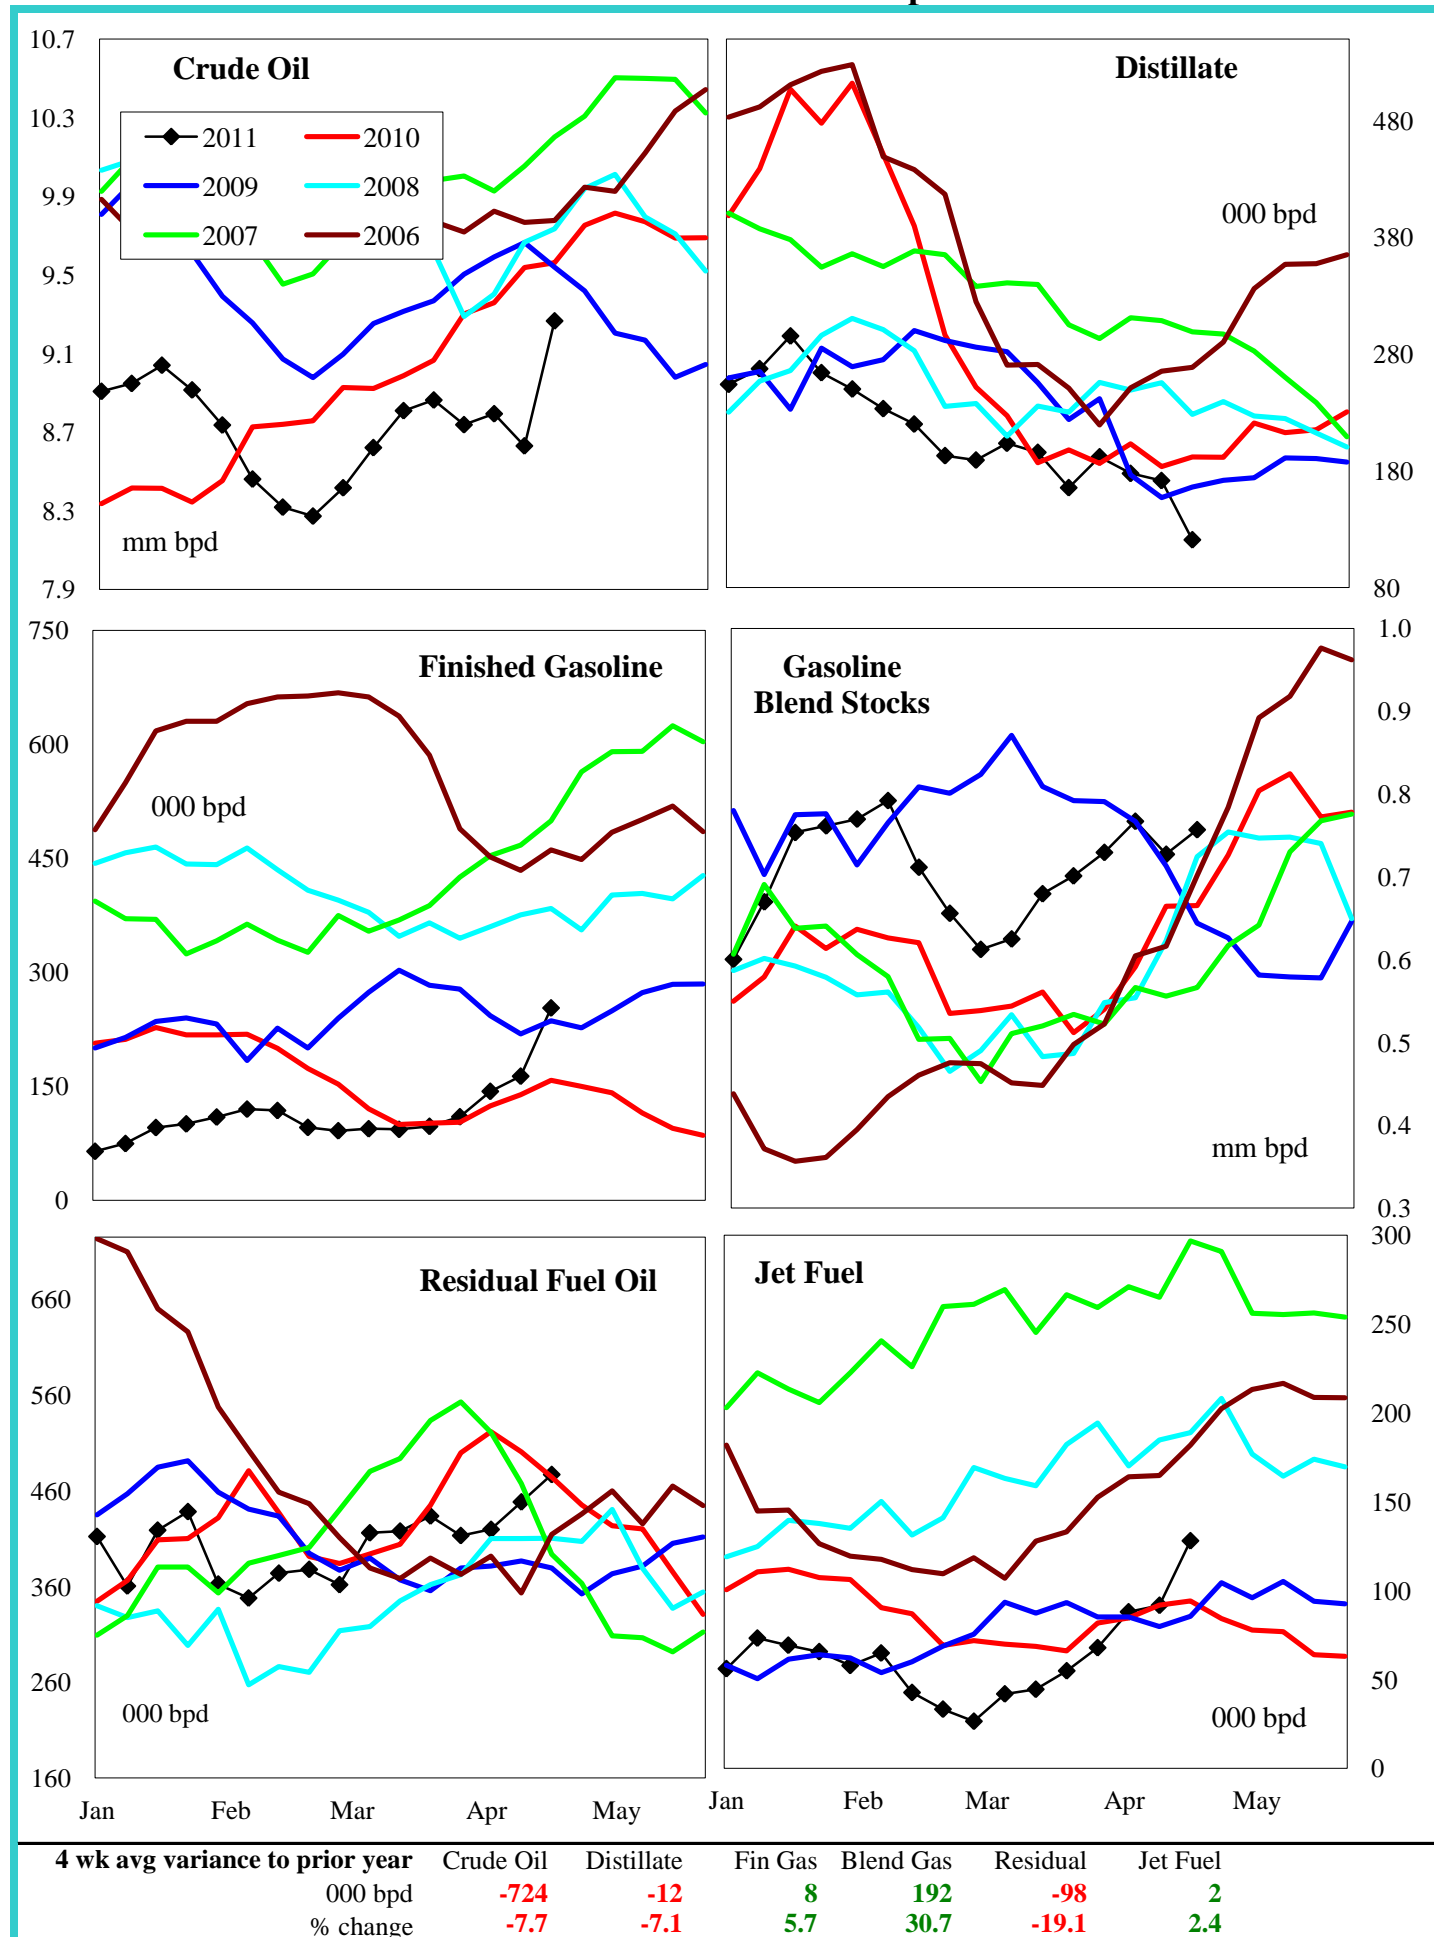 Crude Oil
10.7
10.3
9.9
9.5
9.1
8.7
8.3
7.9
2011 2010
2009 2008
2007 2006
mm bpd
Distillate
000 bpd
480
380
280
180
80
Finished Gasoline
750
600
450
300
150
0
000 bpd
Gasoline
Blend Stocks
1.0
0.9
0.8
0.7
0.6
0.5
0.4
0.3
mm bpd
Residual Fuel Oil
660
560
460
360
260
160
000 bpd
Jan Feb Mar Apr May
Jet Fuel
300
250
200
150
100
50
0
000 bpd
Jan Feb Mar Apr May
4 wk avg variance to prior year Crude Oil Distillate Fin Gas Blend Gas Residual Jet Fuel
000 bpd -724 -12 8 192 -98 2
% change -7.7 -7.1 5.7 30.7 -19.1 2.4